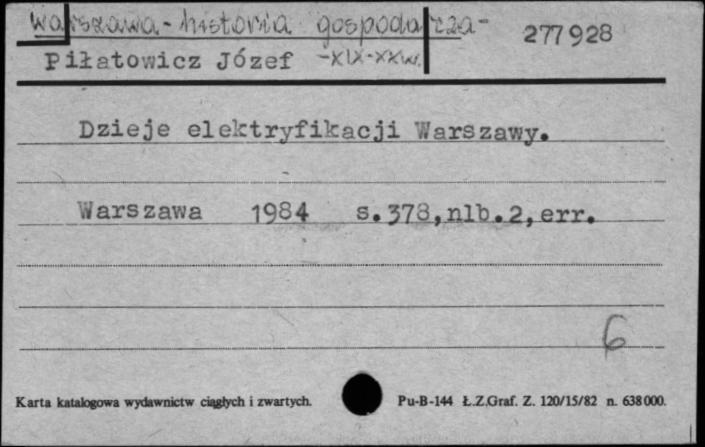 Warszawa - historia gospodarcza -
277928
Piłatowicz Józef - XIX-XX w.
Dzieje elektryfikacji Warszawy.
Warszawa 1984 s.378,nlb.2,err.
6
Karta katalogowa wydawnictw ciągłych i zwartych. Pu-B-144 Ł.Z.Graf. Z. 120/15/82 n. 638000.